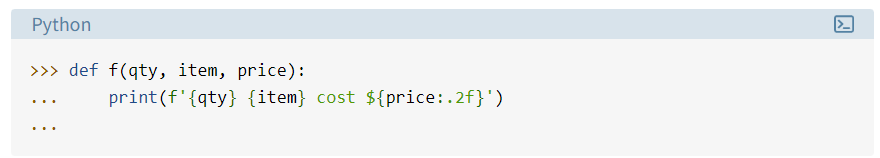 Python
>>> def f(qty, item, price):
...     print(f'{qty} {item} cost ${price:.2f}')
...